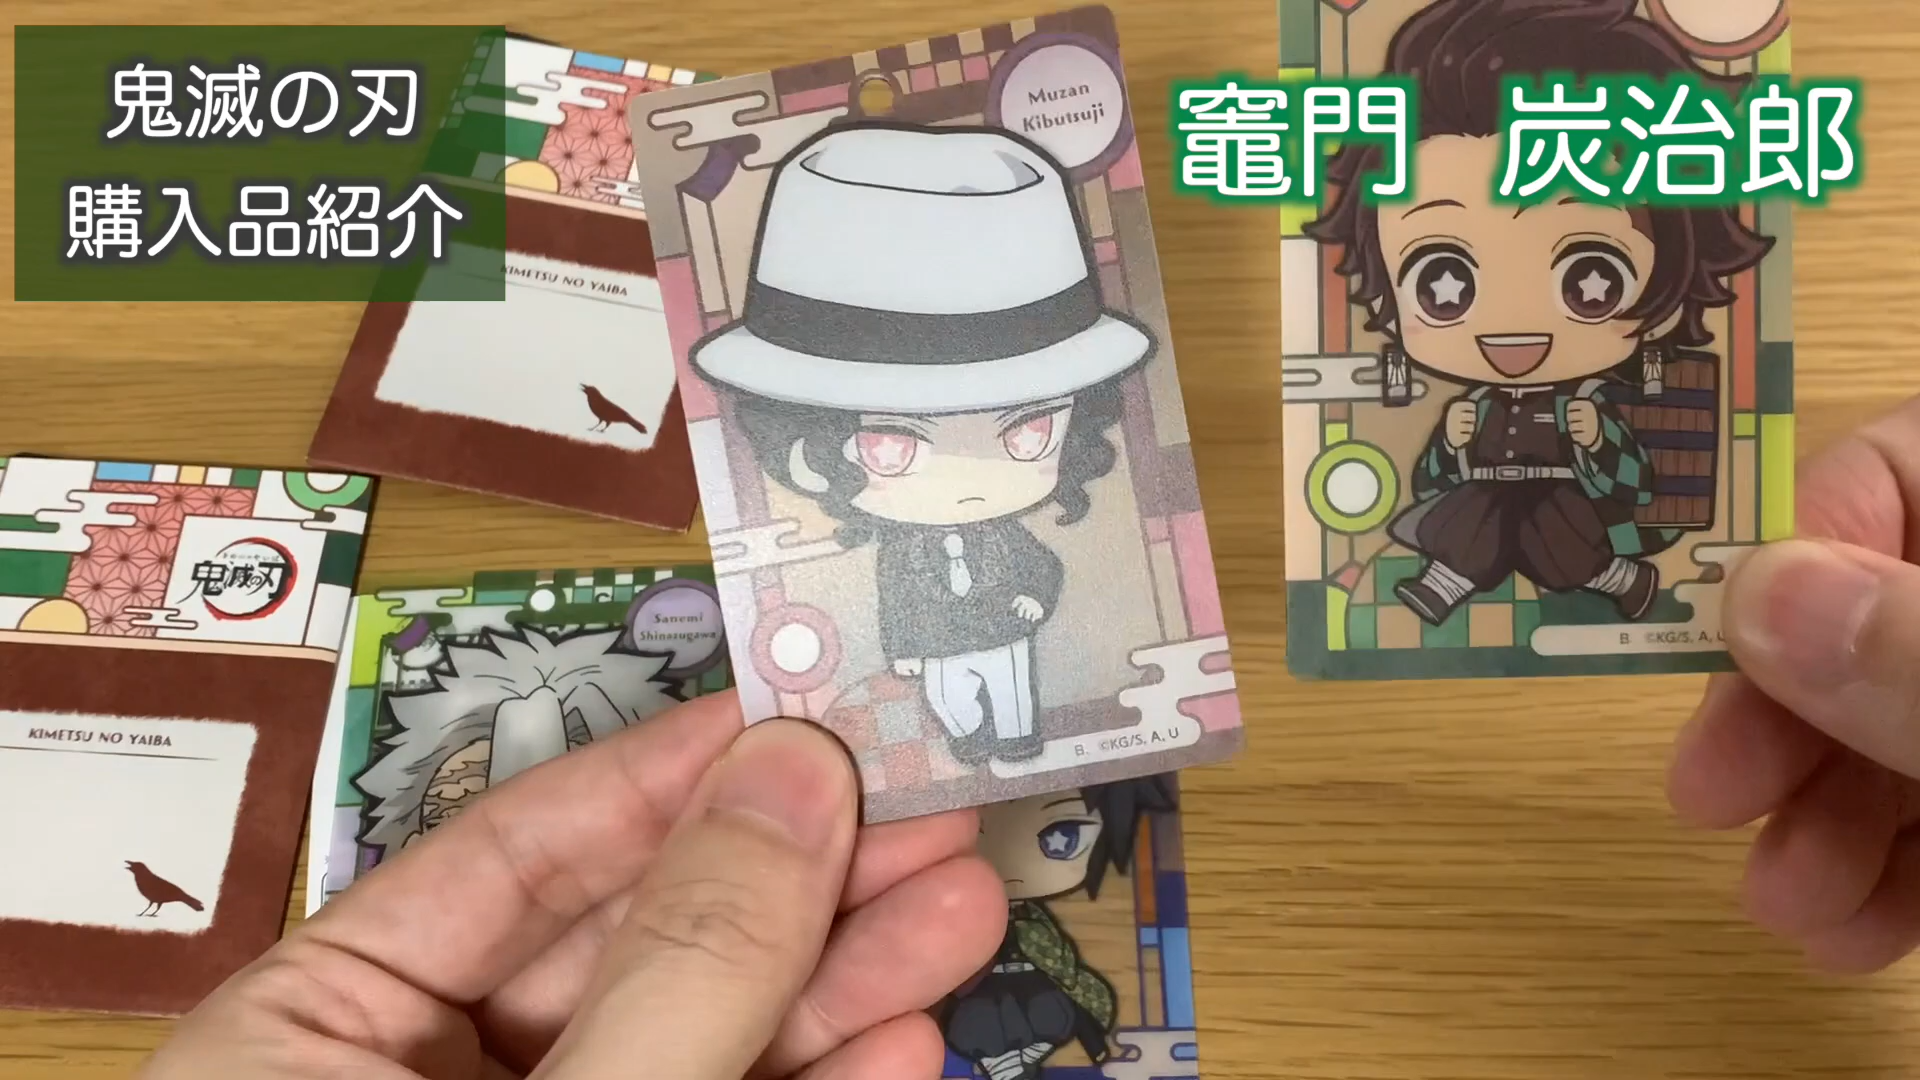 鬼滅の刃
購入品紹介
竈門 炭治郎
Muzan
Kibutsuji
KIMETSU NO YAIBA
鬼滅の刃
KIMETSU NO YAIBA
Sanemi
Shinazugawa
B. ©KG/S, A, U
B. ©KG/S, A, U